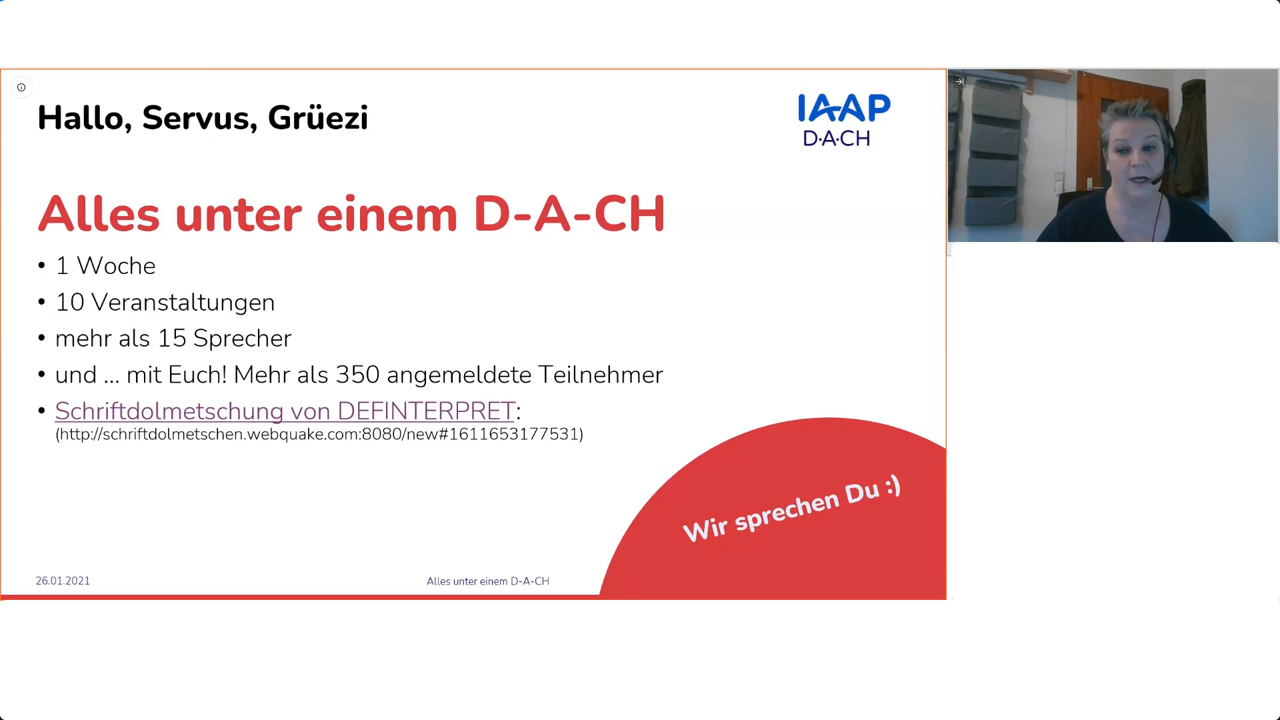 Hallo, Servus, Grüezi
IAAP
D·A·CH
Alles unter einem D-A-CH
• 1 Woche
• 10 Veranstaltungen
• mehr als 15 Sprecher
• und ... mit Euch! Mehr als 350 angemeldete Teilnehmer
• Schriftdolmetschung von DEFINTERPRET:
(http://schriftdolmetschen.webquake.com:8080/new#1611653177531)
Wir sprechen Du :)
26.01.2021
Alles unter einem D-A-CH